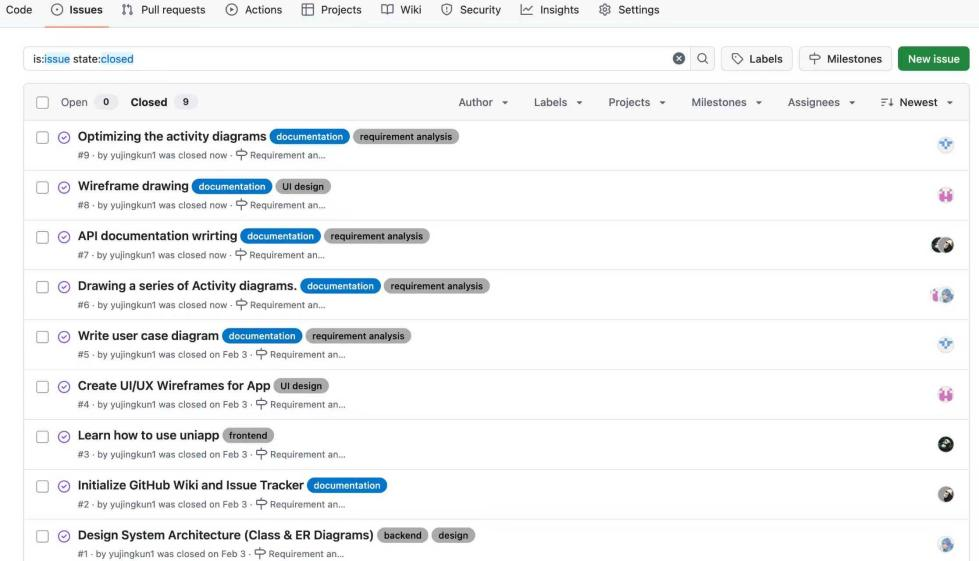 Code Issues Pull requests Actions Projects Wiki Security Insights Settings
is:issue state:closed Labels Milestones New issue
Open 0 Closed 9 Author Labels Projects Milestones Assignees Newest
Optimizing the activity diagrams documentation requirement analysis
#9 · by yujingkun1 was closed now · Requirement an...
Wireframe drawing documentation UI design
#8 · by yujingkun1 was closed now · Requirement an...
API documentation wrirting documentation requirement analysis
#7 · by yujingkun1 was closed now · Requirement an...
Drawing a series of Activity diagrams. documentation requirement analysis
#6 · by yujingkun1 was closed now · Requirement an...
Write user case diagram documentation requirement analysis
#5 · by yujingkun1 was closed on Feb 3 · Requirement an...
Create UI/UX Wireframes for App UI design
#4 · by yujingkun1 was closed on Feb 3 · Requirement an...
Learn how to use uniapp frontend
#3 · by yujingkun1 was closed on Feb 3 · Requirement an...
Initialize GitHub Wiki and Issue Tracker documentation
#2 · by yujingkun1 was closed on Feb 3 · Requirement an...
Design System Architecture (Class & ER Diagrams) backend design
#1 · by yujingkun1 was closed on Feb 3 · Requirement an...